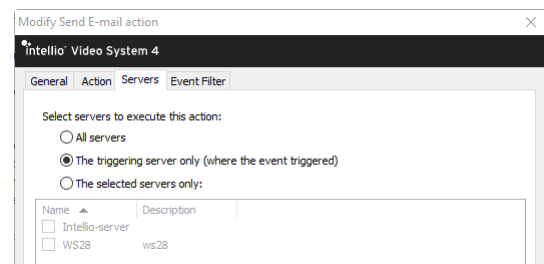 Modify Send E-mail action
intellio Video System 4
General Action Servers Event Filter
Select servers to execute this action:
All servers
The triggering server only (where the event triggered)
The selected servers only:
Name Description
Intellio-server
WS28 ws28